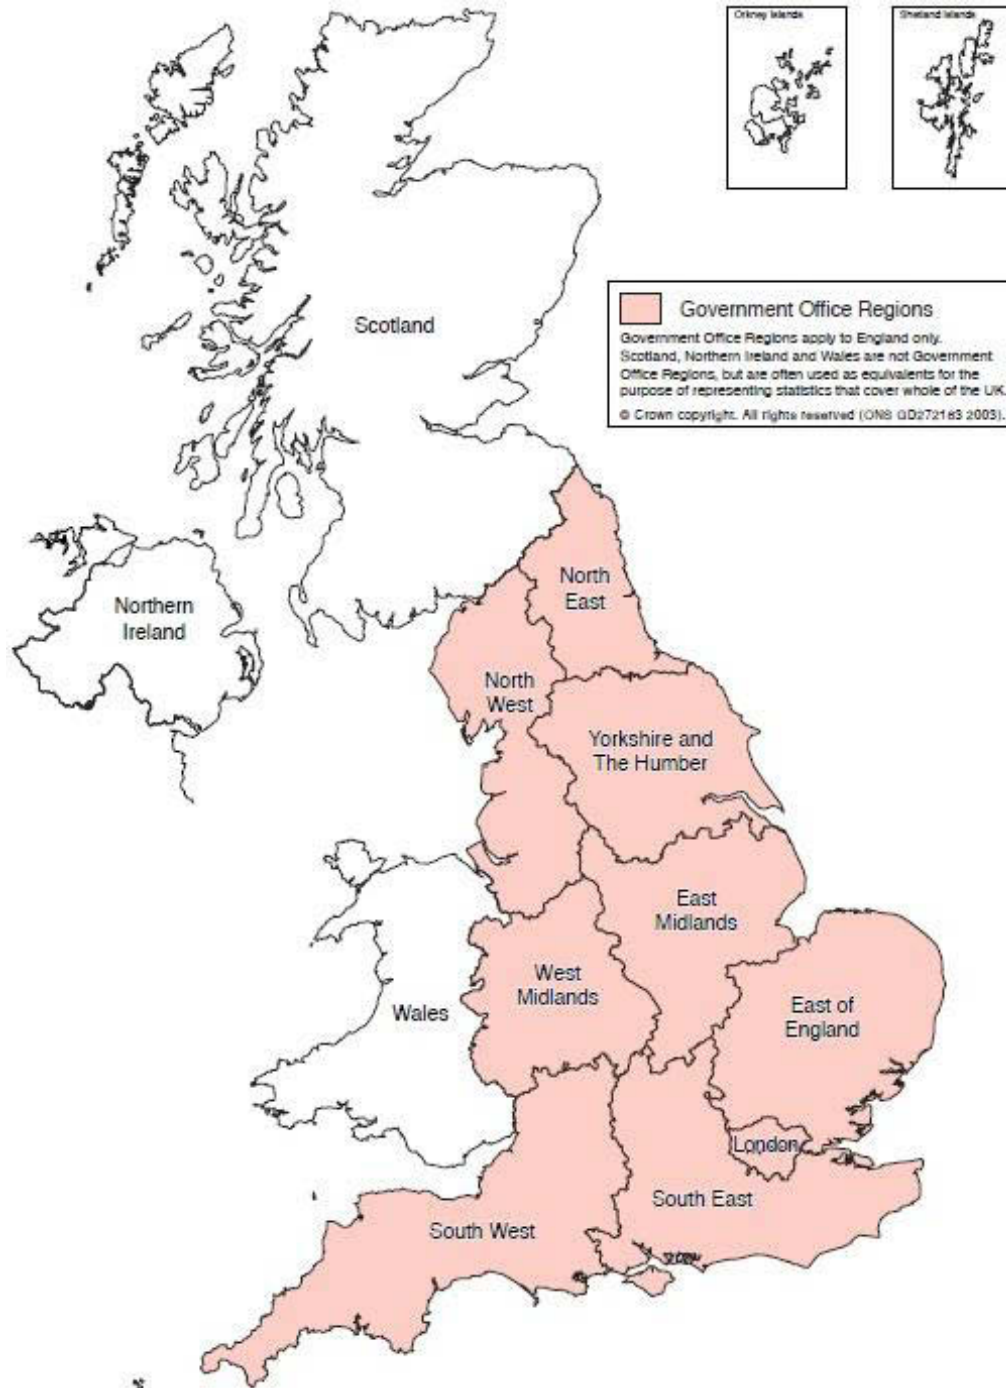 Orkney Islands
Shetland Islands
Government Office Regions
Government Office Regions apply to England only.
Scotland, Northern Ireland and Wales are not Government
Office Regions, but are often used as equivalents for the
purpose of representing statistics that cover whole of the UK.
© Crown copyright. All rights reserved (ONS GD272183 2003).
Scotland
North
East
Northern
Ireland
North
West
Yorkshire and
The Humber
East
Midlands
West
Midlands
Wales
East of
England
London
South East
South West